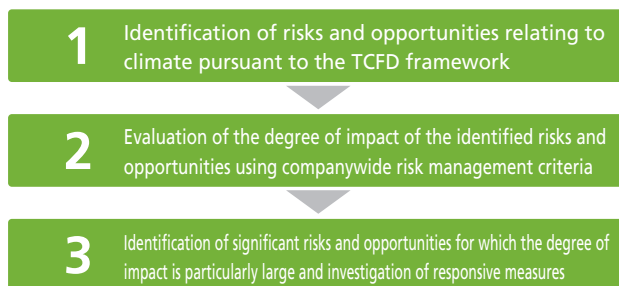 1
Identification of risks and opportunities relating to
climate pursuant to the TCFD framework
2
Evaluation of the degree of impact of the identified risks and
opportunities using companywide risk management criteria
3
Identification of significant risks and opportunities for which the degree of
impact is particularly large and investigation of responsive measures